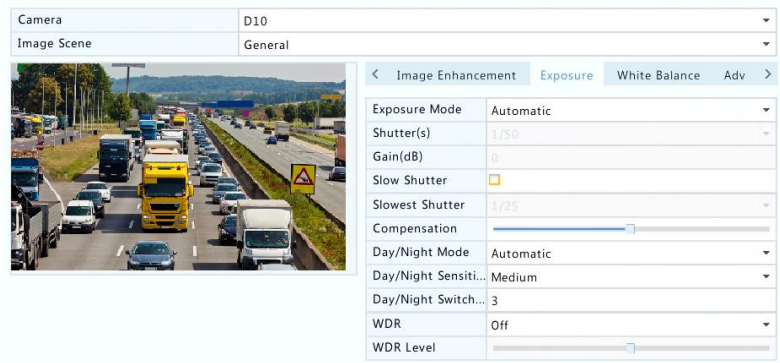 Camera D10
Image Scene General
< Image Enhancement Exposure White Balance Adv >
Exposure Mode Automatic
Shutter(s) 1/50
Gain(dB) 0
Slow Shutter
Slowest Shutter 1/25
Compensation
Day/Night Mode Automatic
Day/Night Sensiti... Medium
Day/Night Switch... 3
WDR Off
WDR Level